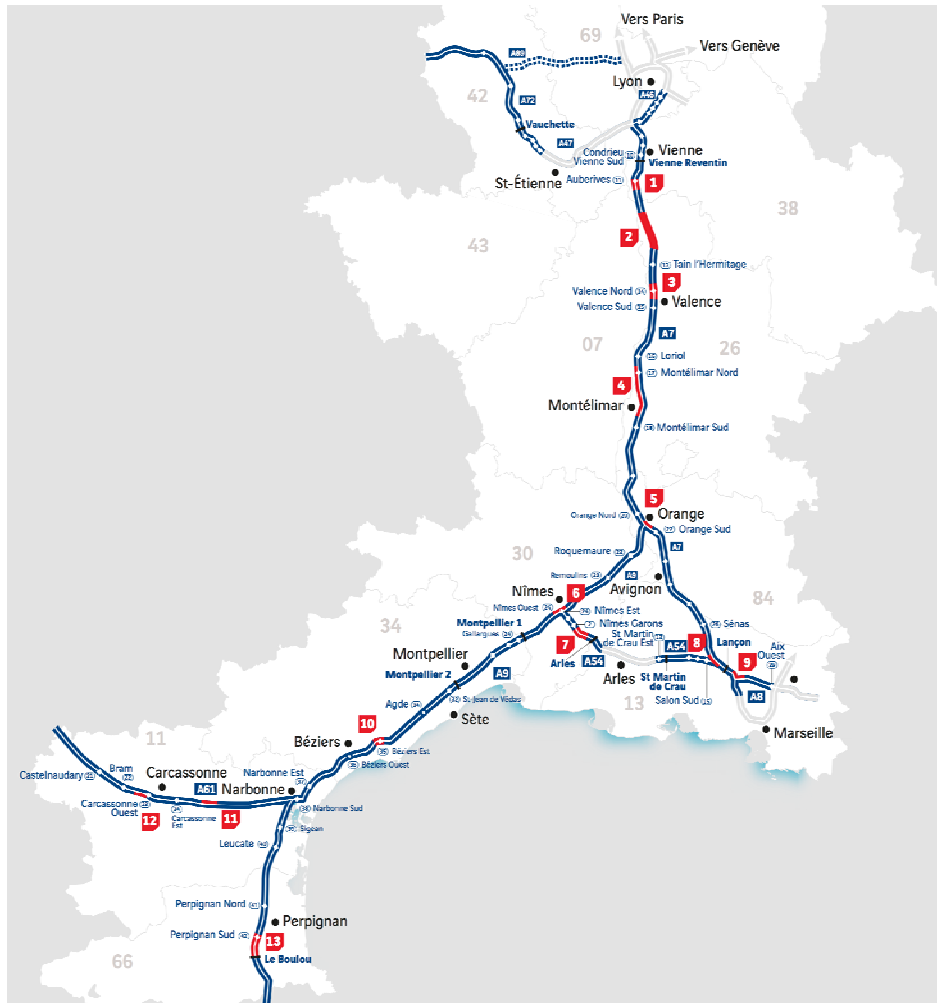 Vers Paris
69
Vers Genève
A89
Lyon
42
A72
A46
Vauchette
A47
Vienne
Condrieu
Vienne Sud
Vienne Reventin
St-Étienne
Auberives
1
38
2
43
Tain l'Hermitage
3
Valence Nord
Valence
Valence Sud
A7
07
26
Loriol
Montélimar Nord
4
Montélimar
Montélimar Sud
5
Orange
Orange Nord
Orange Sud
A7
30
Roquemaure
Remoulins
A9
Avignon
6
Nîmes
84
Nîmes Ouest
Nîmes Est
34
Montpellier 1
Gallargues
Nîmes Garons
Sénas
7
St Martin
de Crau Est
8
Lançon
Aix
Ouest
Montpellier
Arles
A54
A54
9
Montpellier 2
A9
Arles
St Martin
de Crau
A8
Agde
St Jean de Védas
13
Salon Sud
Sète
10
Marseille
11
Béziers
Béziers Est
Béziers Ouest
Bram
Carcassonne
Narbonne Est
Castelnaudary
A61
Narbonne
Carcassonne
Ouest
12
Carcassonne
Est
11
Narbonne Sud
Sigean
Leucate
Perpignan Nord
Perpignan
Perpignan Sud
13
Le Boulou
66